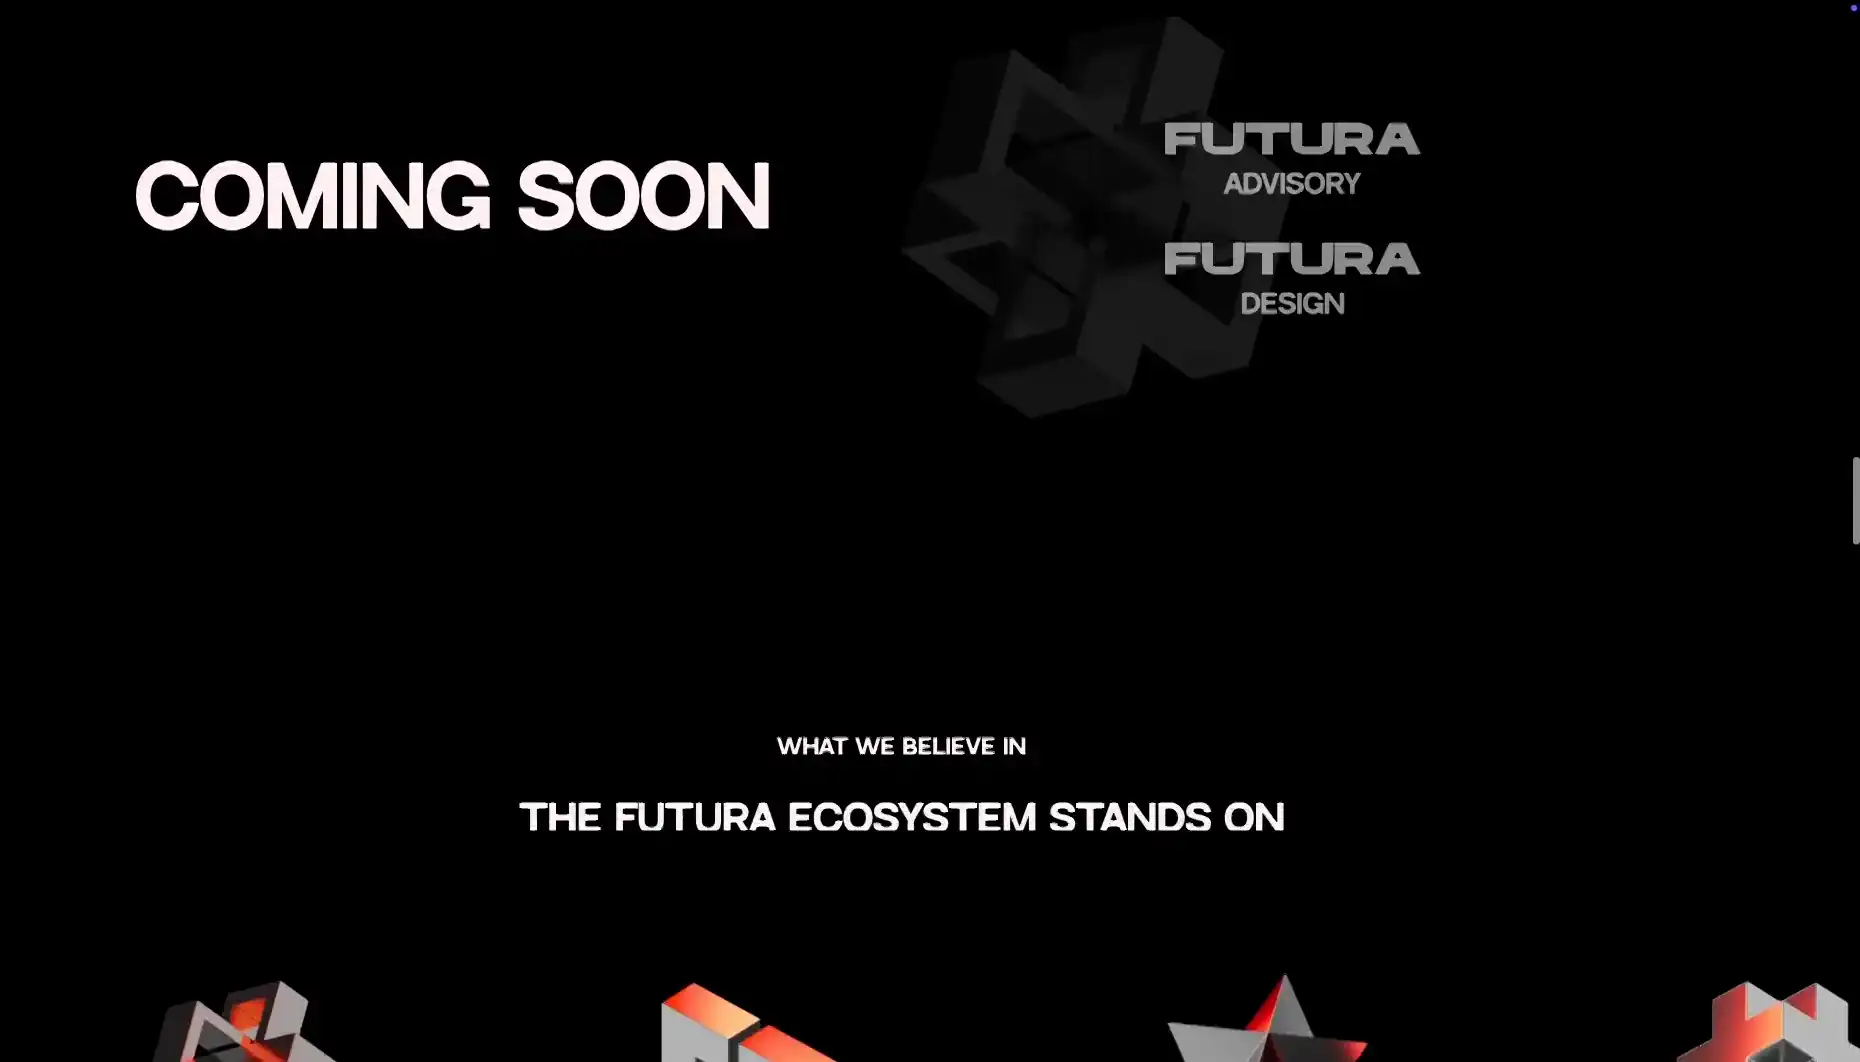 COMING SOON
FUTURA
ADVISORY
FUTURA
DESIGN
WHAT WE BELIEVE IN
THE FUTURA ECOSYSTEM STANDS ON